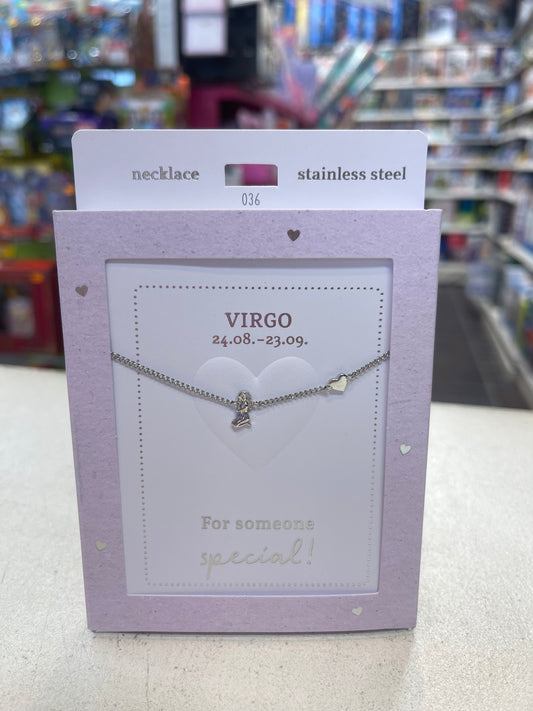 necklace
stainless steel
036
VIRGO
24.08.–23.09.
For someone
special!